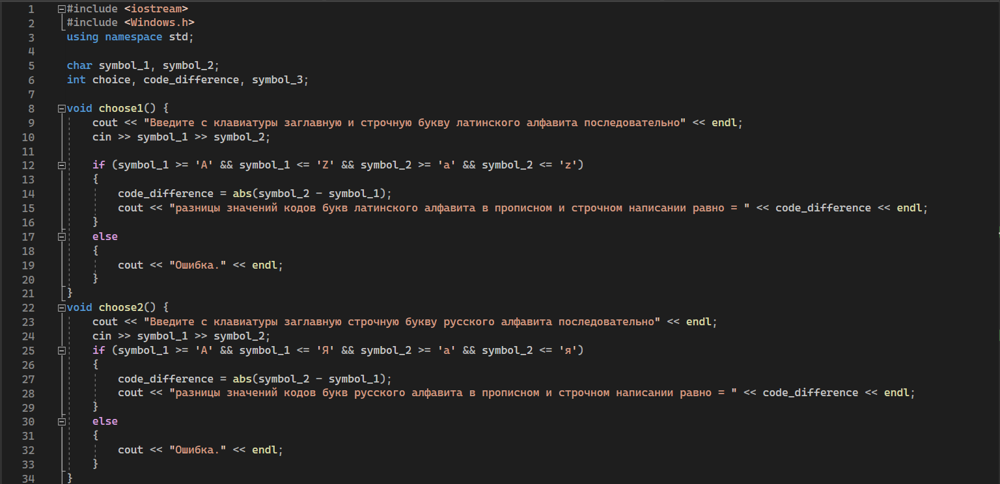 1 #include <iostream>
2 #include <Windows.h>
3 using namespace std;
4
5 char symbol_1, symbol_2;
6 int choice, code_difference, symbol_3;
7
8 void choose1() {
9 cout << "Введите с клавиатуры заглавную и строчную букву латинского алфавита последовательно" << endl;
10 cin >> symbol_1 >> symbol_2;
11
12 if (symbol_1 >= 'A' && symbol_1 <= 'Z' && symbol_2 >= 'a' && symbol_2 <= 'z')
13 {
14 code_difference = abs(symbol_2 - symbol_1);
15 cout << "разницы значений кодов букв латинского алфавита в прописном и строчном написании равно = " << code_difference << endl;
16 }
17 else
18 {
19 cout << "Ошибка." << endl;
20 }
21 }
22 void choose2() {
23 cout << "Введите с клавиатуры заглавную строчную букву русского алфавита последовательно" << endl;
24 cin >> symbol_1 >> symbol_2;
25 if (symbol_1 >= 'А' && symbol_1 <= 'Я' && symbol_2 >= 'а' && symbol_2 <= 'я')
26 {
27 code_difference = abs(symbol_2 - symbol_1);
28 cout << "разницы значений кодов букв русского алфавита в прописном и строчном написании равно = " << code_difference << endl;
29 }
30 else
31 {
32 cout << "Ошибка." << endl;
33 }
34 }